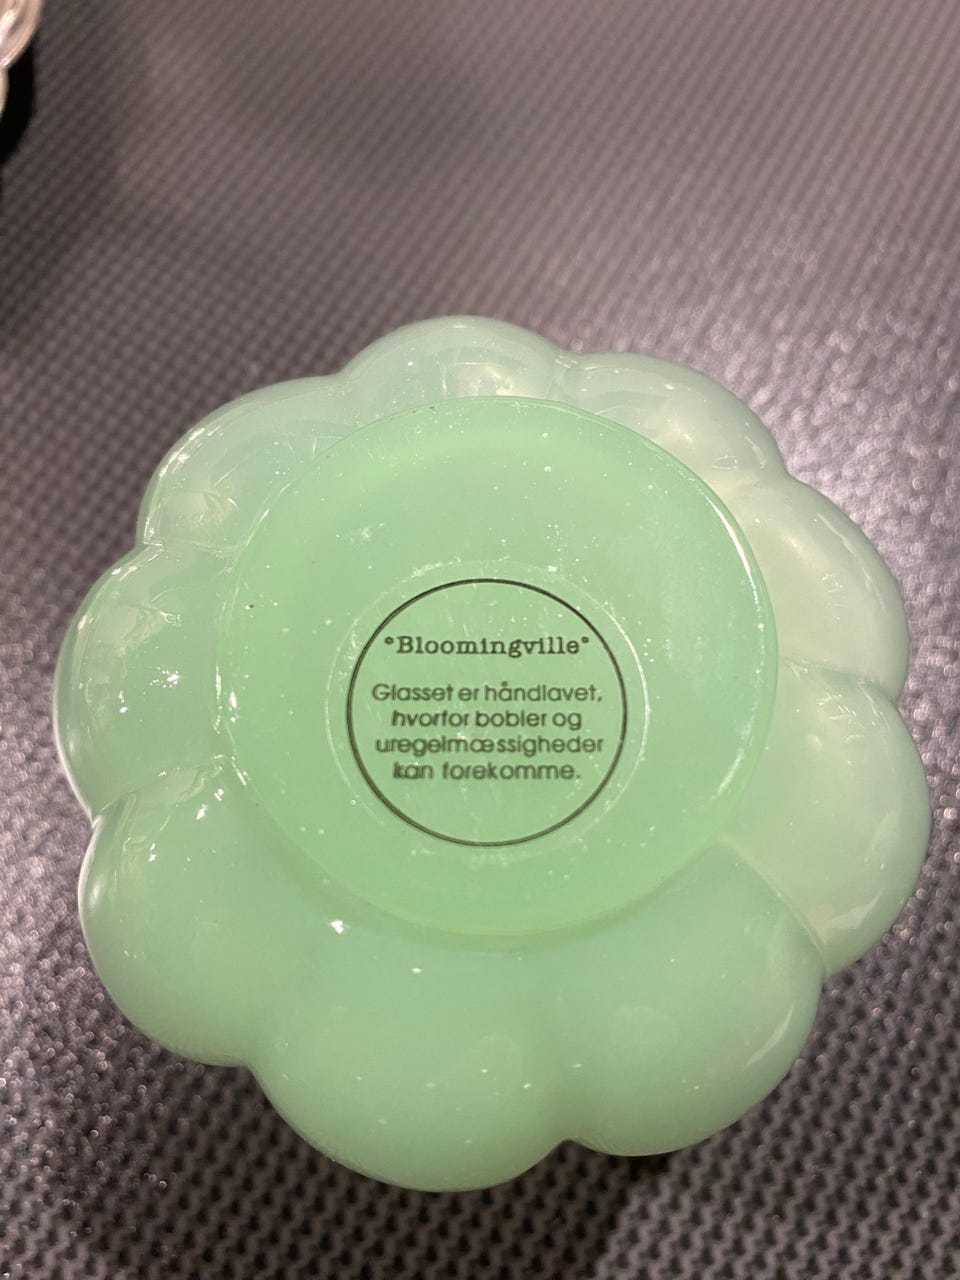 *Bloomingville*
Glasset er håndlavet,
hvorfor bobler og
uregelmæssigheder
kan forekomme.